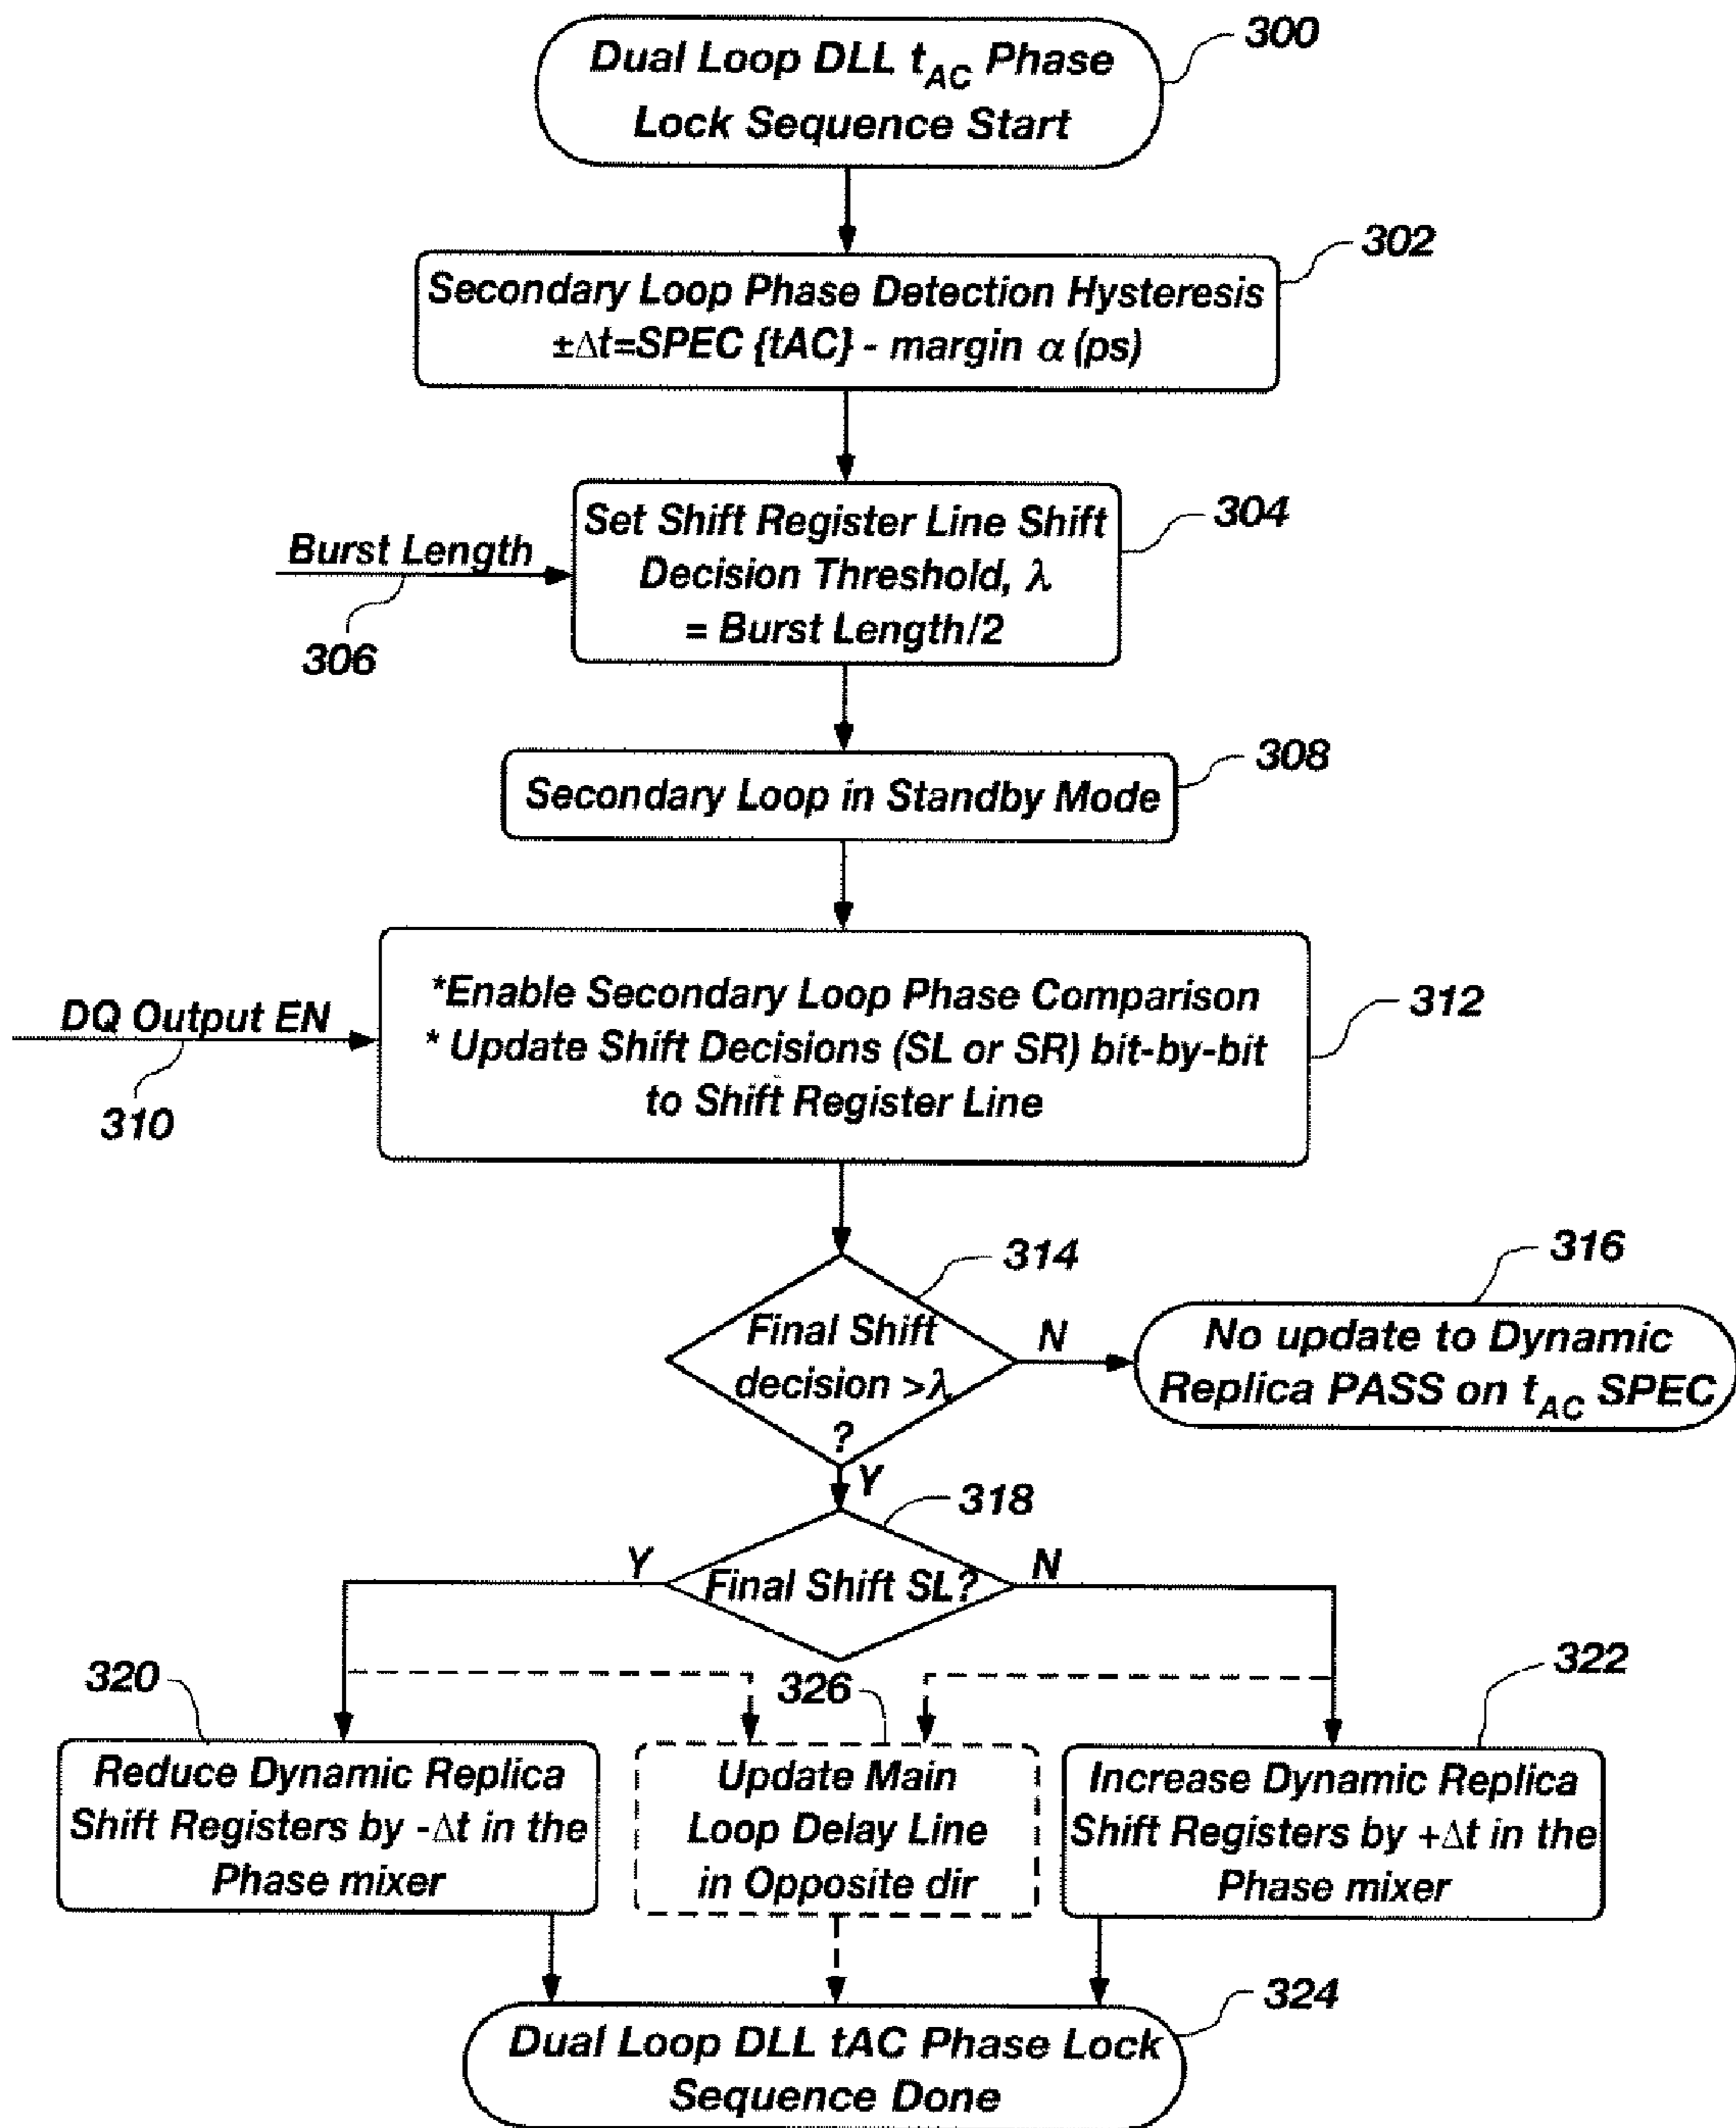 Dual Loop DLL tAC Phase
Lock Sequence Start
300
Secondary Loop Phase Detection Hysteresis
±Δt=SPEC {tAC} - margin α (ps)
302
Set Shift Register Line Shift
Decision Threshold, λ
= Burst Length/2
304
Burst Length
306
Secondary Loop in Standby Mode
308
DQ Output EN
310
*Enable Secondary Loop Phase Comparison
* Update Shift Decisions (SL or SR) bit-by-bit
to Shift Register Line
312
Final Shift
decision >λ
?
314
N
Y
No update to Dynamic
Replica PASS on tAC SPEC
316
Final Shift SL?
318
Y
N
320
Reduce Dynamic Replica
Shift Registers by -Δt in the
Phase mixer
326
Update Main
Loop Delay Line
in Opposite dir
322
Increase Dynamic Replica
Shift Registers by +Δt in the
Phase mixer
Dual Loop DLL tAC Phase Lock
Sequence Done
324